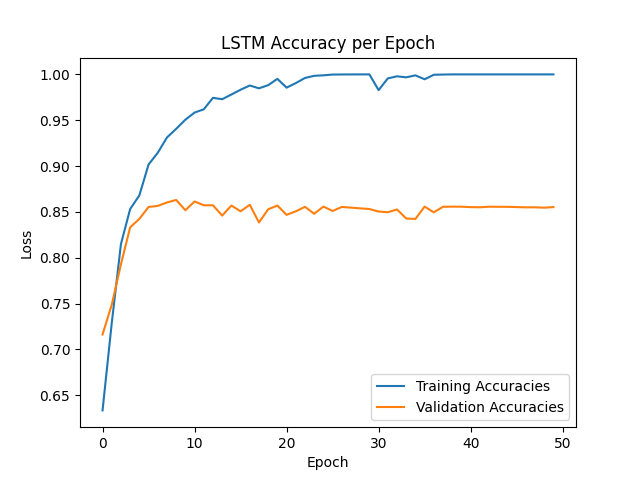 LSTM Accuracy per Epoch
1.00
0.95
0.90
0.85
0.80
0.75
0.70
0.65
Loss
0 10 20 30 40 50
Epoch
Training Accuracies
Validation Accuracies